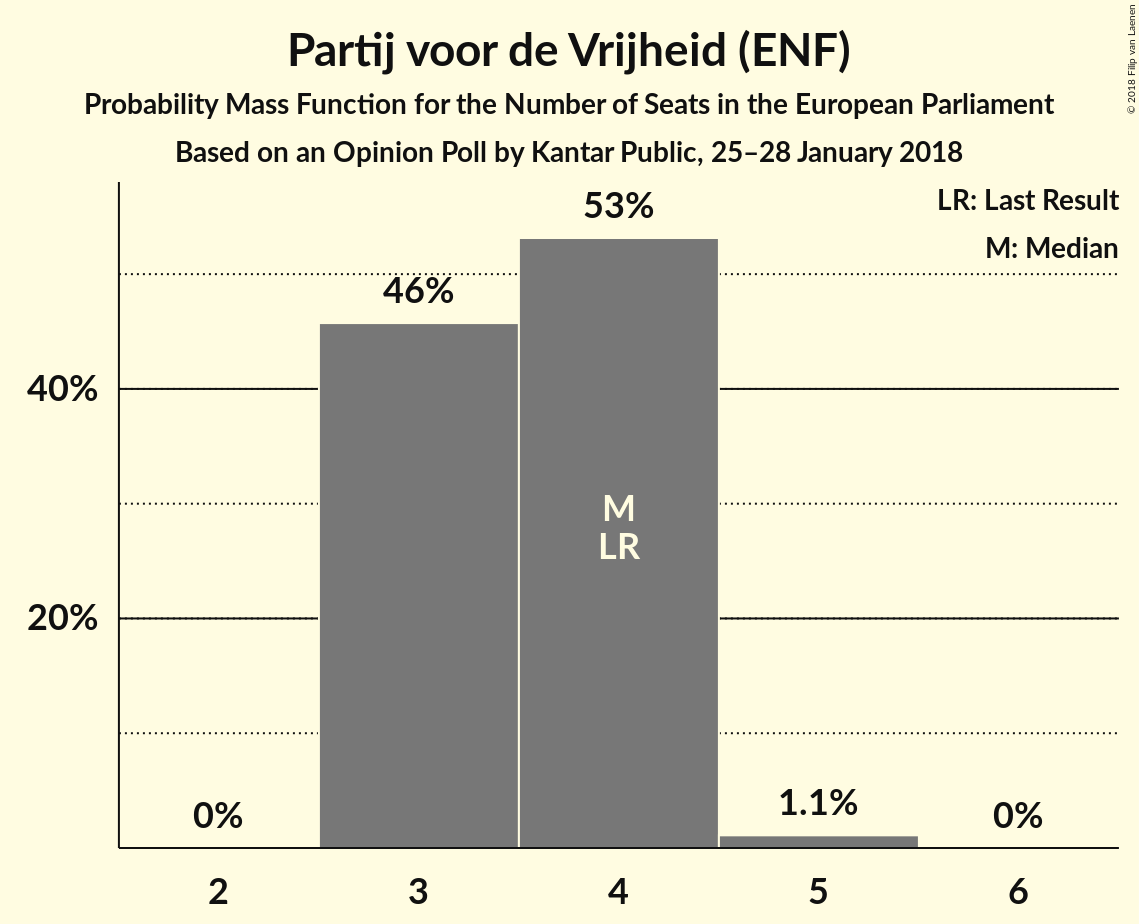 Partij voor de Vrijheid (ENF)
Probability Mass Function for the Number of Seats in the European Parliament
Based on an Opinion Poll by Kantar Public, 25–28 January 2018
© 2018 Filip van Laenen
LR: Last Result
M: Median
53%
46%
40%
M
LR
20%
0%
1.1%
0%
2 3 4 5 6